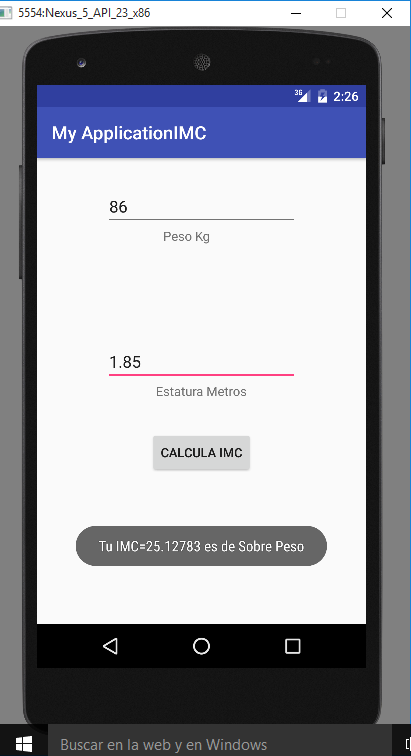 5554:Nexus_5_API_23_x86
3G 2:26
My ApplicationIMC
86
Peso Kg
1.85
Estatura Metros
CALCULA IMC
Tu IMC=25.12783 es de Sobre Peso
Buscar en la web y en Windows